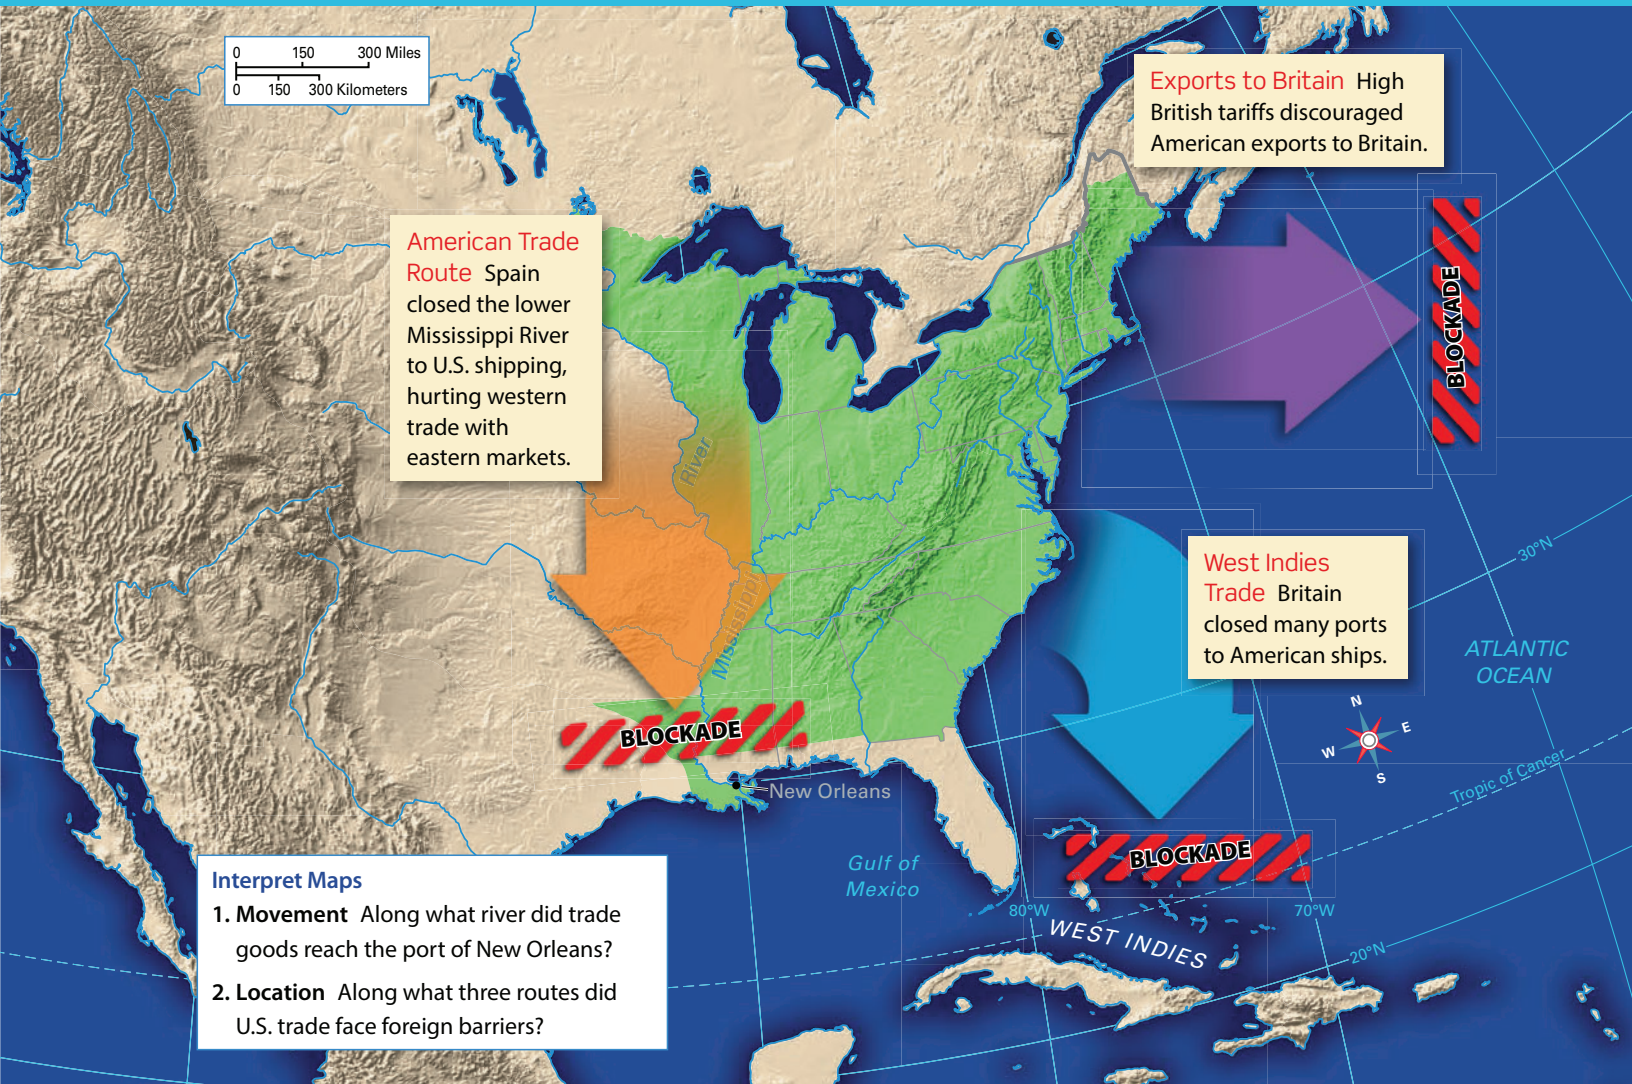 0 150 300 Miles
0 150 300 Kilometers
Exports to Britain High
British tariffs discouraged
American exports to Britain.
American Trade
Route Spain
closed the lower
Mississippi River
to U.S. shipping,
hurting western
trade with
eastern markets.
BLOCKADE
River
Mississippi
West Indies
Trade Britain
closed many ports
to American ships.
30°N
ATLANTIC
OCEAN
N
E
W
S
Tropic of Cancer
BLOCKADE
New Orleans
Gulf of
Mexico
BLOCKADE
80°W
70°W
WEST INDIES
20°N
Interpret Maps
1. Movement Along what river did trade
goods reach the port of New Orleans?
2. Location Along what three routes did
U.S. trade face foreign barriers?